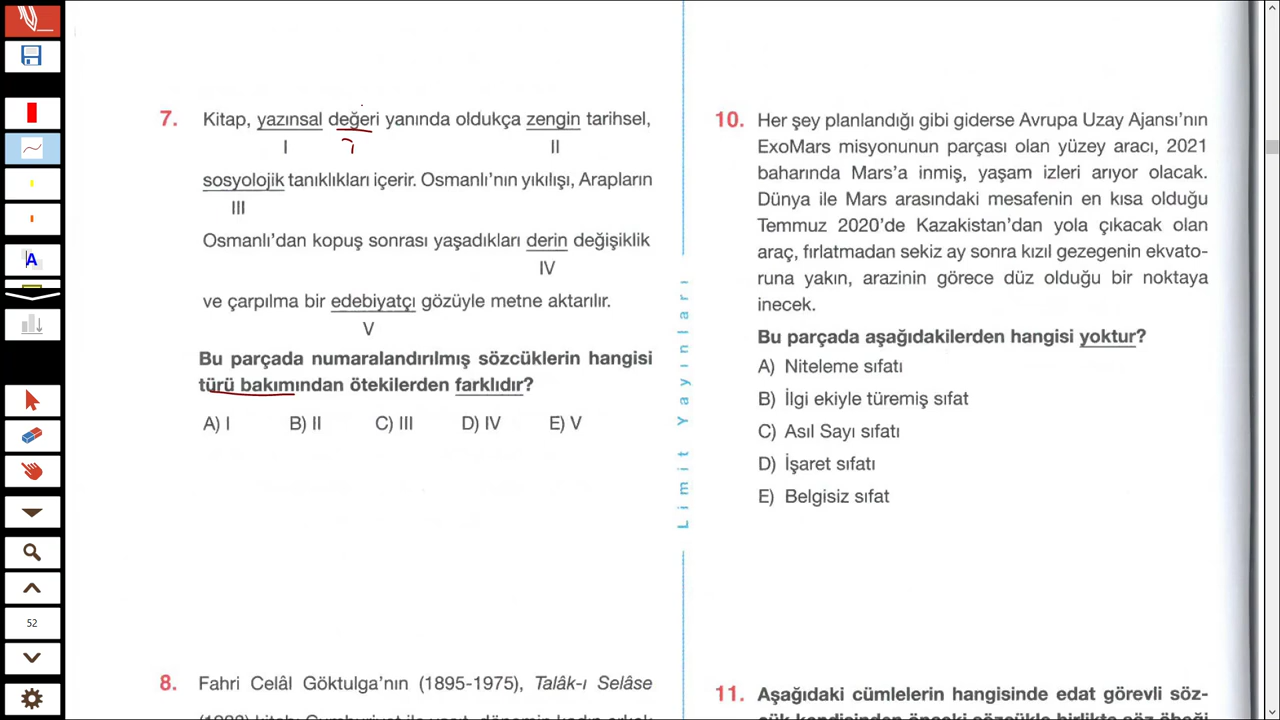 7.
Kitap, yazınsal değeri yanında oldukça zengin tarihsel,
I
II
sosyolojik tanıklıkları içerir. Osmanlı’nın yıkılışı, Arapların
III
Osmanlı’dan kopuş sonrası yaşadıkları derin değişiklik
IV
ve çarpılma bir edebiyatçı gözüyle metne aktarılır.
V
Bu parçada numaralandırılmış sözcüklerin hangisi
türü bakımından ötekilerden farklıdır?
A) I B) II C) III D) IV E) V
8.
Fahri Celâl Göktulga’nın (1895-1975), Talâk-ı Selâse
Limit Yayınları
10.
Her şey planlandığı gibi giderse Avrupa Uzay Ajansı’nın
ExoMars misyonunun parçası olan yüzey aracı, 2021
baharında Mars’a inmiş, yaşam izleri arıyor olacak.
Dünya ile Mars arasındaki mesafenin en kısa olduğu
Temmuz 2020’de Kazakistan’dan yola çıkacak olan
araç, fırlatmadan sekiz ay sonra kızıl gezegenin ekvato-
runa yakın, arazinin görece düz olduğu bir noktaya
inecek.
Bu parçada aşağıdakilerden hangisi yoktur?
A) Niteleme sıfatı
B) İlgi ekiyle türemiş sıfat
C) Asıl Sayı sıfatı
D) İşaret sıfatı
E) Belgisiz sıfat
11.
Aşağıdaki cümlelerin hangisinde edat görevli söz-
A
52